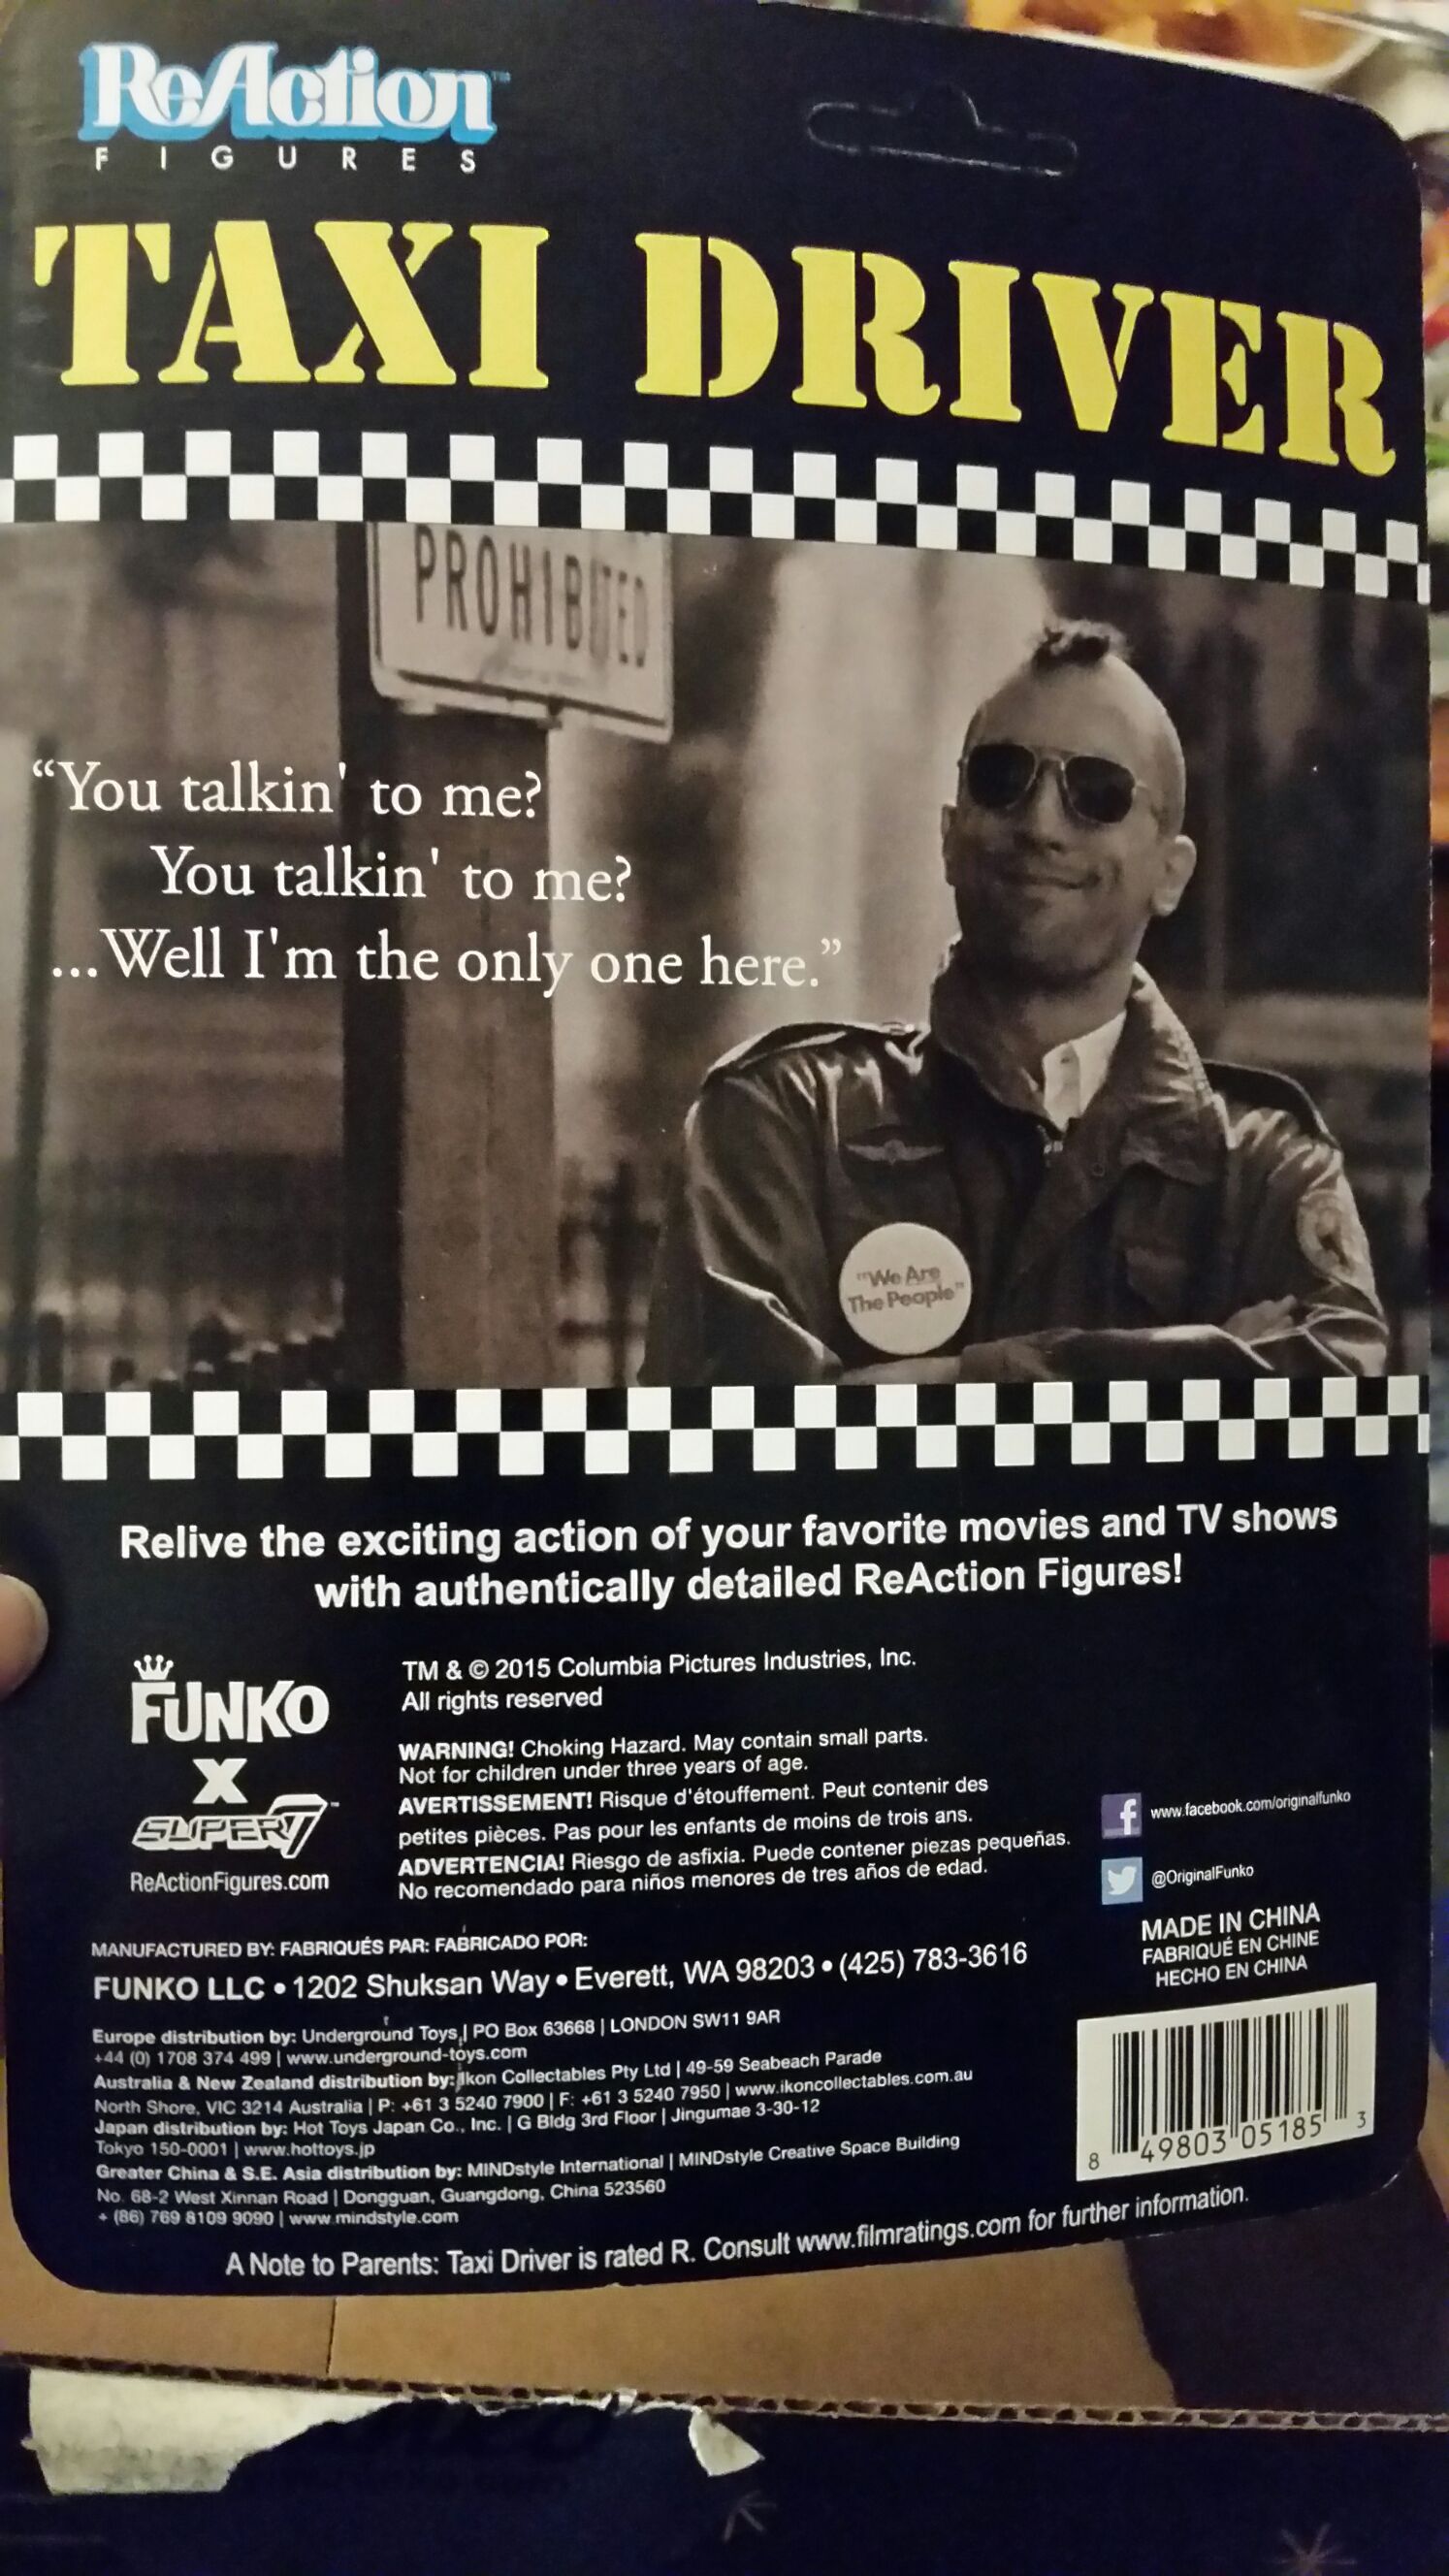 ReAction™
FIGURES
TAXI DRIVER
PROHIBITED
“You talkin' to me?
You talkin' to me?
...Well I'm the only one here.”
"We Are
The People"
Relive the exciting action of your favorite movies and TV shows
with authentically detailed ReAction Figures!
FUNKO
X
SUPER7™
ReActionFigures.com
TM & © 2015 Columbia Pictures Industries, Inc.
All rights reserved
WARNING! Choking Hazard. May contain small parts.
Not for children under three years of age.
AVERTISSEMENT! Risque d'étouffement. Peut contenir des
petites pièces. Pas pour les enfants de moins de trois ans.
ADVERTENCIA! Riesgo de asfixia. Puede contener piezas pequeñas.
No recomendado para niños menores de tres años de edad.
www.facebook.com/originalfunko
@OriginalFunko
MADE IN CHINA
FABRIQUÉ EN CHINE
HECHO EN CHINA
MANUFACTURED BY: FABRIQUÉS PAR: FABRICADO POR:
FUNKO LLC • 1202 Shuksan Way • Everett, WA 98203 • (425) 783-3616
Europe distribution by: Underground Toys | PO Box 63668 | LONDON SW11 9AR
+44 (0) 1708 374 499 | www.underground-toys.com
Australia & New Zealand distribution by: Ikon Collectables Pty Ltd | 49-59 Seabeach Parade
North Shore, VIC 3214 Australia | P: +61 3 5240 7900 | F: +61 3 5240 7950 | www.ikoncollectables.com.au
Japan distribution by: Hot Toys Japan Co., Inc. | G Bldg 3rd Floor | Jingumae 3-30-12
Tokyo 150-0001 | www.hottoys.jp
Greater China & S.E. Asia distribution by: MINDstyle International | MINDstyle Creative Space Building
No. 68-2 West Xinnan Road | Dongguan, Guangdong, China 523560
+ (86) 769 8109 9090 | www.mindstyle.com
8 49803 05185 3
A Note to Parents: Taxi Driver is rated R. Consult www.filmratings.com for further information.